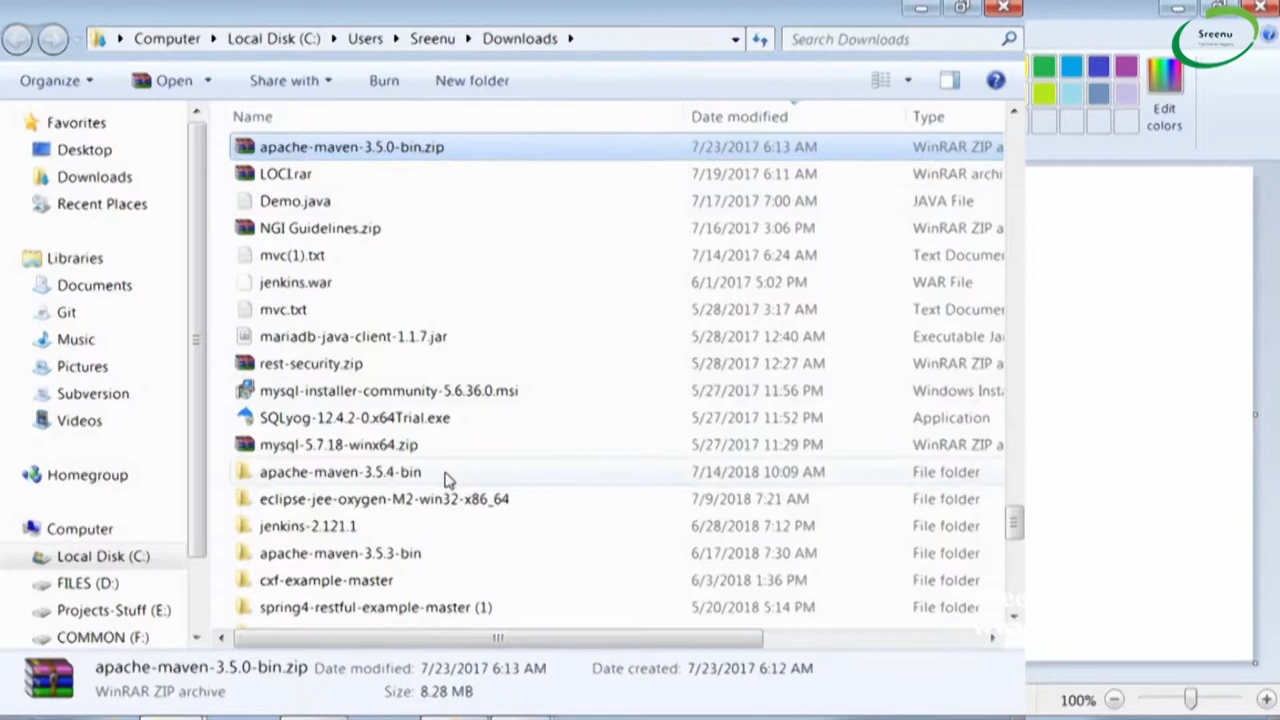 Computer Local Disk (C:) Users Sreenu Downloads Search Downloads
Sreenu
Organize Open Share with Burn New folder
Edit colors
Name Date modified Type
Favorites
Desktop
Downloads
Recent Places
Libraries
Documents
Git
Music
Pictures
Subversion
Videos
Homegroup
Computer
Local Disk (C:)
FILES (D:)
Projects-Stuff (E:)
COMMON (F:)
apache-maven-3.5.0-bin.zip 7/23/2017 6:13 AM WinRAR ZIP a
LOCI.rar 7/19/2017 6:11 AM WinRAR archi
Demo.java 7/17/2017 7:00 AM JAVA File
NGI Guidelines.zip 7/16/2017 3:06 PM WinRAR ZIP a
mvc(1).txt 7/14/2017 6:24 AM Text Documer
jenkins.war 6/1/2017 5:02 PM WAR File
mvc.txt 5/28/2017 3:17 AM Text Documer
mariadb-java-client-1.1.7.jar 5/28/2017 12:40 AM Executable Ja
rest-security.zip 5/28/2017 12:27 AM WinRAR ZIP a
mysql-installer-community-5.6.36.0.msi 5/27/2017 11:56 PM Windows Inst
SQLyog-12.4.2-0.x64Trial.exe 5/27/2017 11:52 PM Application
mysql-5.7.18-winx64.zip 5/27/2017 11:29 PM WinRAR ZIP a
apache-maven-3.5.4-bin 7/14/2018 10:09 AM File folder
eclipse-jee-oxygen-M2-win32-x86_64 7/9/2018 7:21 AM File folder
jenkins-2.121.1 6/28/2018 7:12 PM File folder
apache-maven-3.5.3-bin 6/17/2018 7:30 AM File folder
cxf-example-master 6/3/2018 1:36 PM File folder
spring4-restful-example-master (1) 5/20/2018 5:14 PM File folder
apache-maven-3.5.0-bin.zip Date modified: 7/23/2017 6:13 AM Date created: 7/23/2017 6:12 AM
WinRAR ZIP archive Size: 8.28 MB
100%